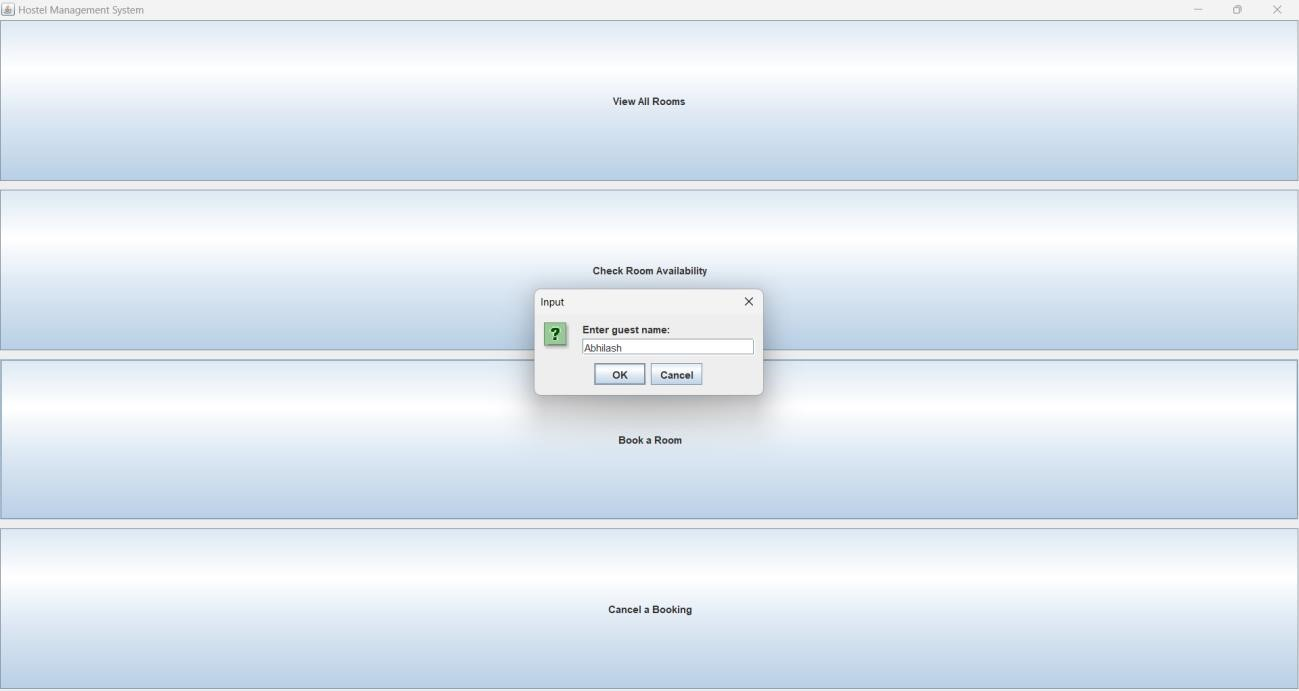 Hostel Management System
View All Rooms
Check Room Availability
Input
Enter guest name:
Abhilash
OK Cancel
Book a Room
Cancel a Booking